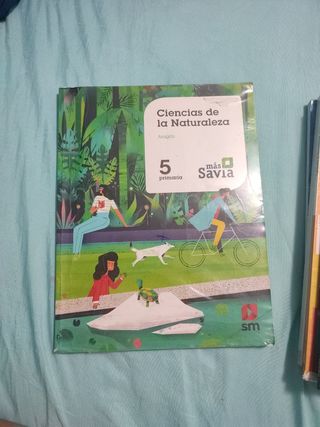 Ciencias de
la Naturaleza
Aragón
5
primaria
más
Savia
sm